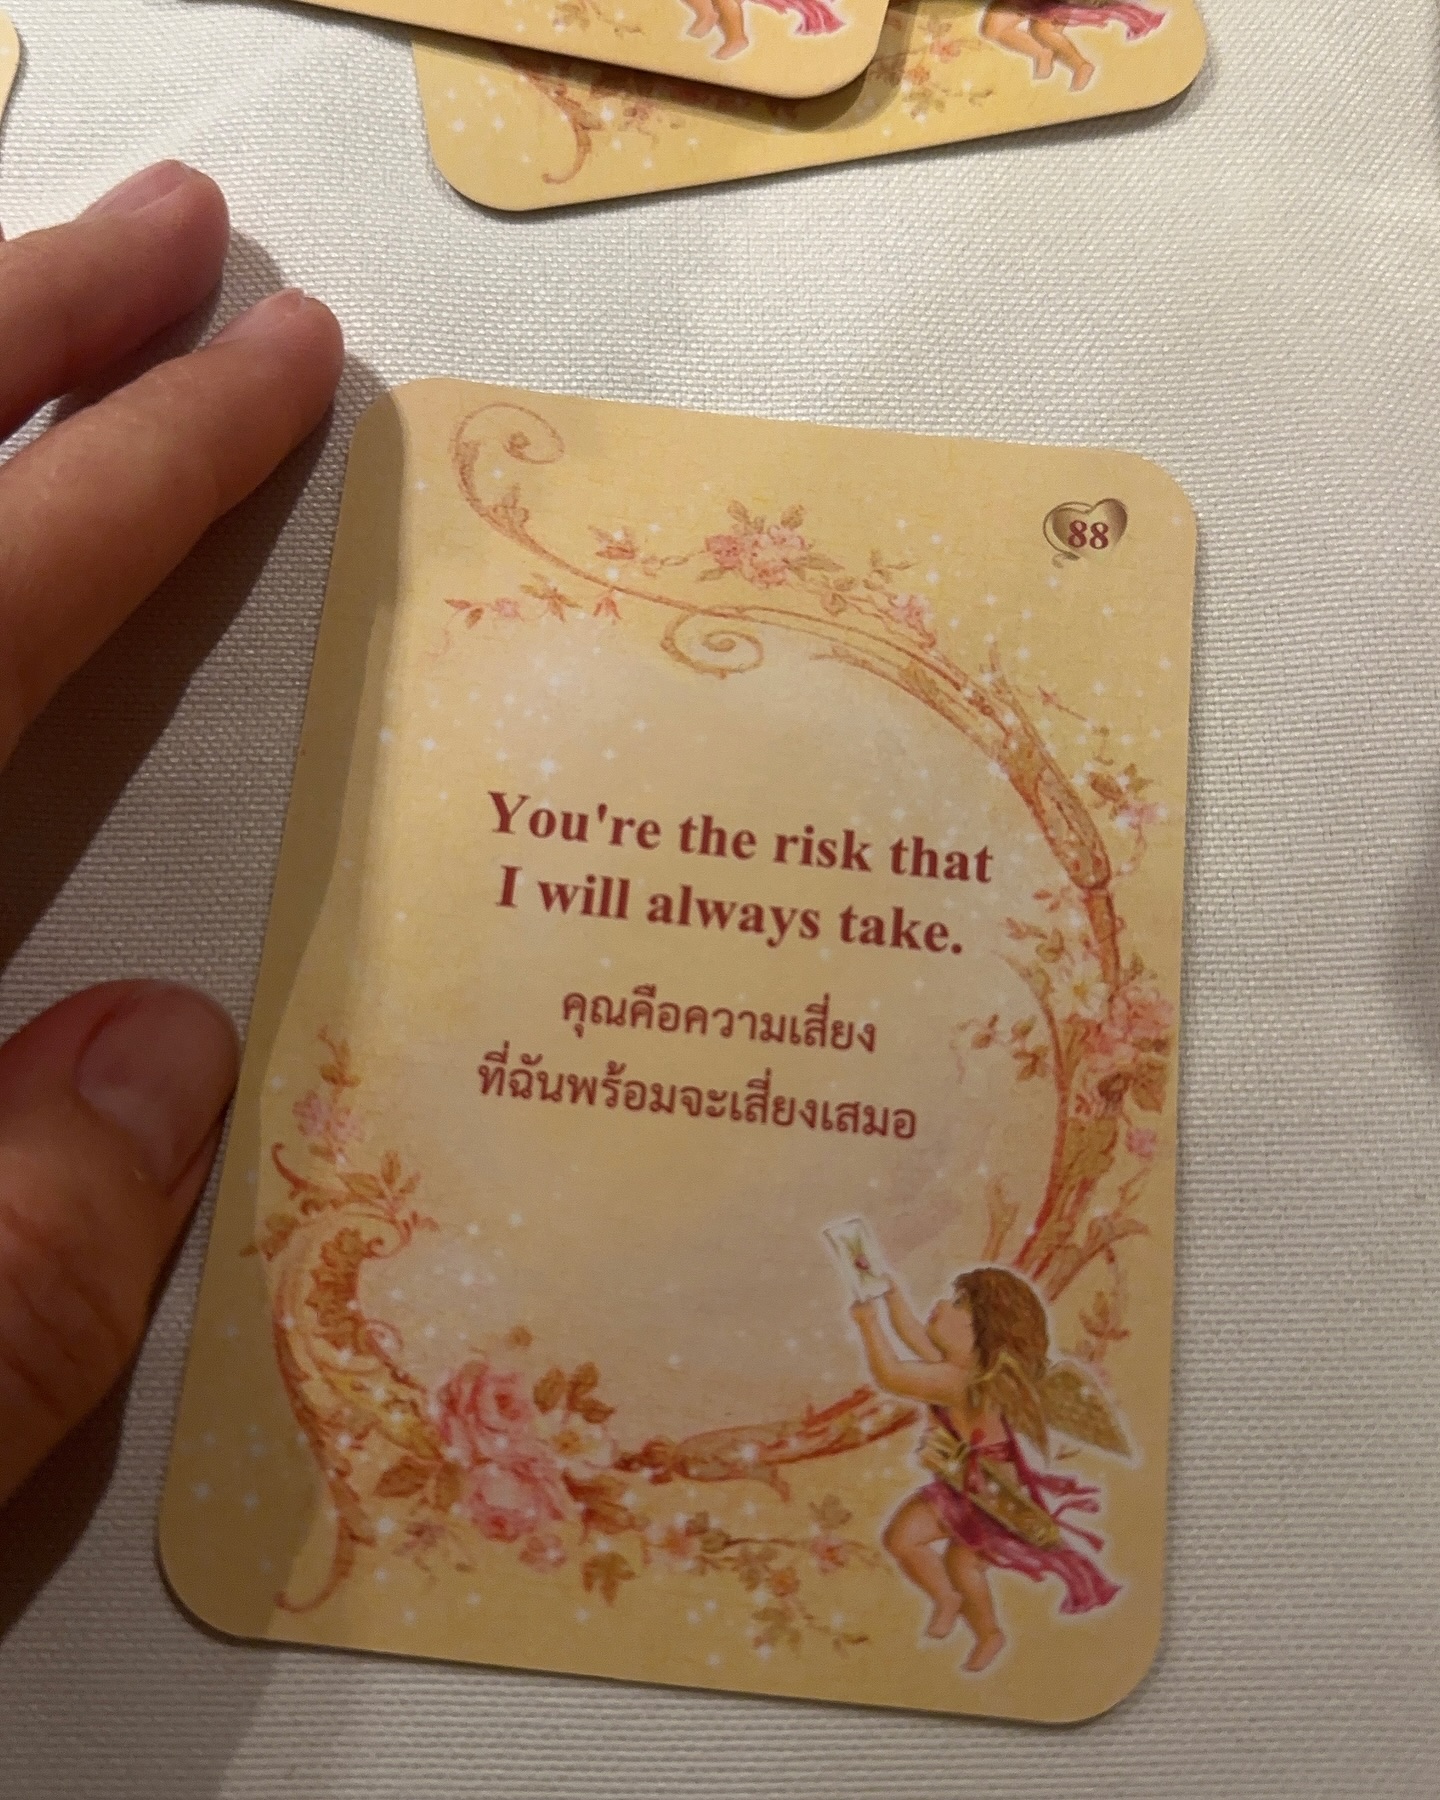 88
You're the risk that
I will always take.
คุณคือความเสี่ยง
ที่ฉันพร้อมจะเสี่ยงเสมอ